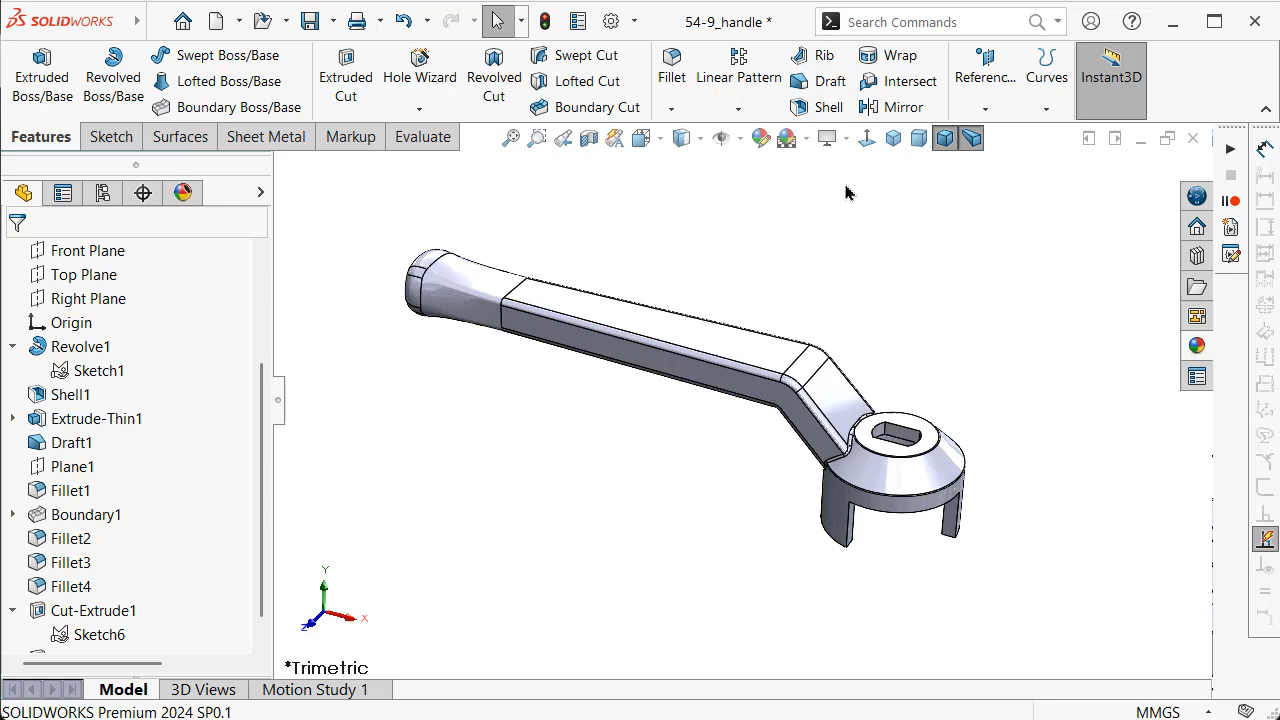 SOLIDWORKS
54-9_handle *
Search Commands
Extruded Boss/Base
Revolved Boss/Base
Swept Boss/Base
Lofted Boss/Base
Boundary Boss/Base
Extruded Cut
Hole Wizard
Revolved Cut
Swept Cut
Lofted Cut
Boundary Cut
Fillet
Linear Pattern
Rib
Draft
Shell
Wrap
Intersect
Mirror
Referenc...
Curves
Instant3D
Features
Sketch
Surfaces
Sheet Metal
Markup
Evaluate
Front Plane
Top Plane
Right Plane
Origin
Revolve1
Sketch1
Shell1
Extrude-Thin1
Draft1
Plane1
Fillet1
Boundary1
Fillet2
Fillet3
Fillet4
Cut-Extrude1
Sketch6
Y
X
Z
*Trimetric
Model
3D Views
Motion Study 1
SOLIDWORKS Premium 2024 SP0.1
MMGS